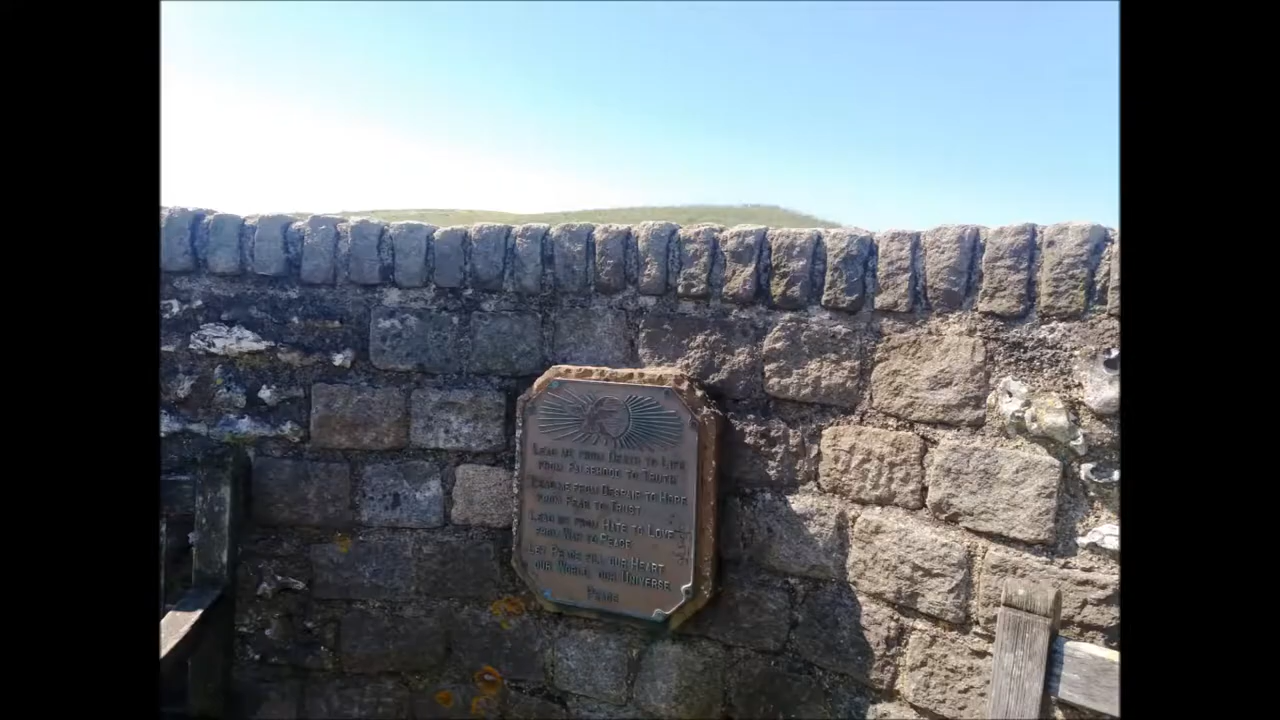 Lead me from Death to Life
from Falsehood to Truth
Lead me from Despair to Hope
from Fear to Trust
Lead me from Hate to Love
from War to Peace
Let Peace fill our Heart
our World, our Universe
Peace